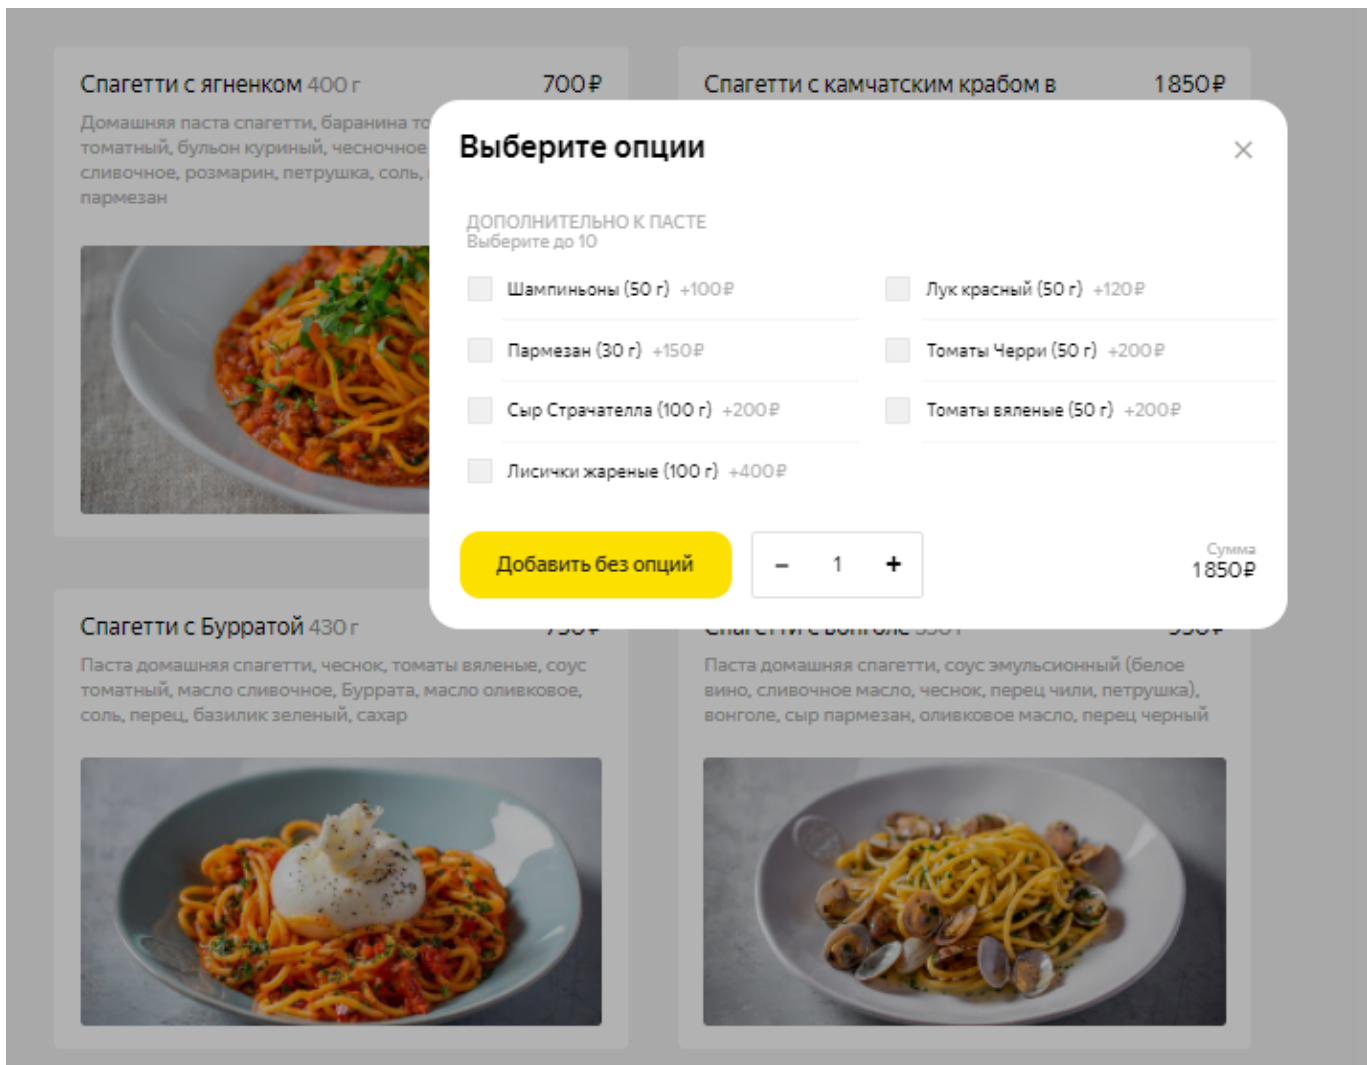 Спагетти с ягненком 400 г 700 ₽
Домашняя паста спагетти, баранина
томатный, бульон куриный, чесночное
сливочное, розмарин, петрушка, соль,
пармезан
Спагетти с камчатским крабом в 1850 ₽
Выберите опции
ДОПОЛНИТЕЛЬНО К ПАСТЕ
Выберите до 10
Шампиньоны (50 г) +100 ₽
Лук красный (50 г) +120 ₽
Пармезан (30 г) +150 ₽
Томаты Черри (50 г) +200 ₽
Сыр Страчателла (100 г) +200 ₽
Томаты вяленые (50 г) +200 ₽
Лисички жареные (100 г) +400 ₽
Добавить без опций
– 1 +
Сумма
1850 ₽
Спагетти с Бурратой 430 г
Паста домашняя спагетти, чеснок, томаты вяленые, соус
томатный, масло сливочное, Буррата, масло оливковое,
соль, перец, базилик зеленый, сахар
Спагетти с вонголе
Паста домашняя спагетти, соус эмульсионный (белое
вино, сливочное масло, чеснок, перец чили, петрушка),
вонголе, сыр пармезан, оливковое масло, перец черный